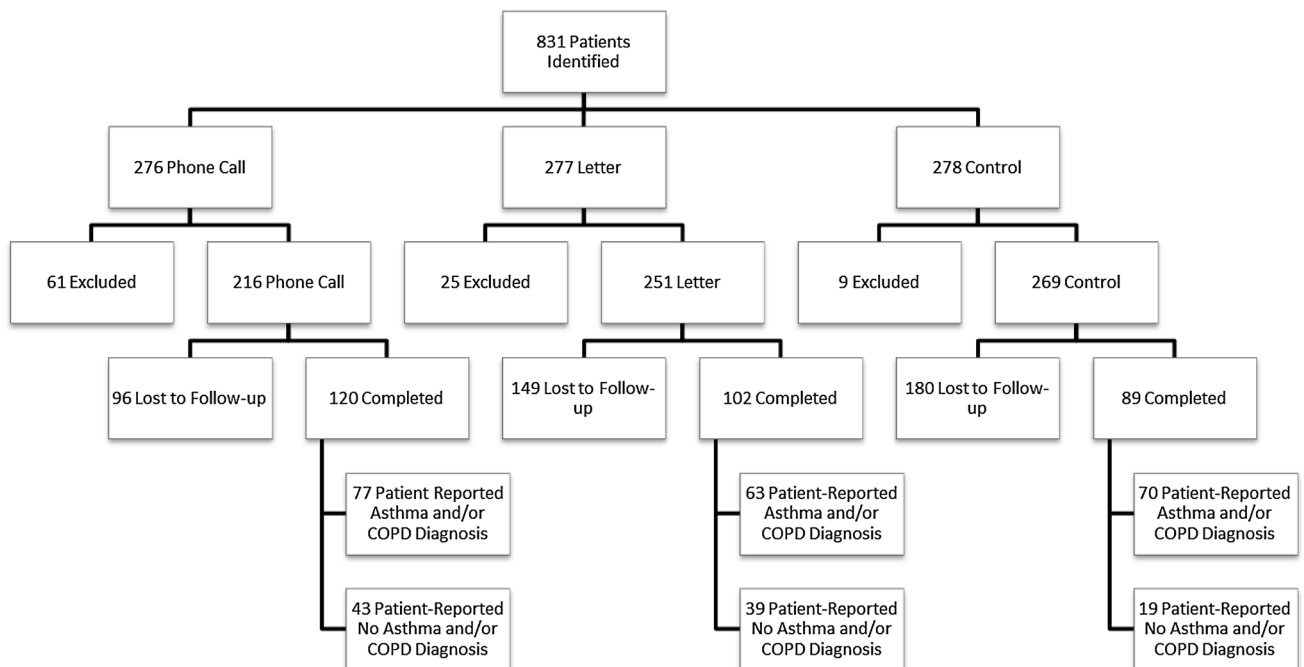 831 Patients
Identified
276 Phone Call
277 Letter
278 Control
61 Excluded
216 Phone Call
25 Excluded
251 Letter
9 Excluded
269 Control
96 Lost to Follow-up
120 Completed
149 Lost to Follow-
up
102 Completed
180 Lost to Follow-
up
89 Completed
77 Patient Reported
Asthma and/or
COPD Diagnosis
63 Patient-Reported
Asthma and/or
COPD Diagnosis
70 Patient-Reported
Asthma and/or
COPD Diagnosis
43 Patient-Reported
No Asthma and/or
COPD Diagnosis
39 Patient-Reported
No Asthma and/or
COPD Diagnosis
19 Patient-Reported
No Asthma and/or
COPD Diagnosis